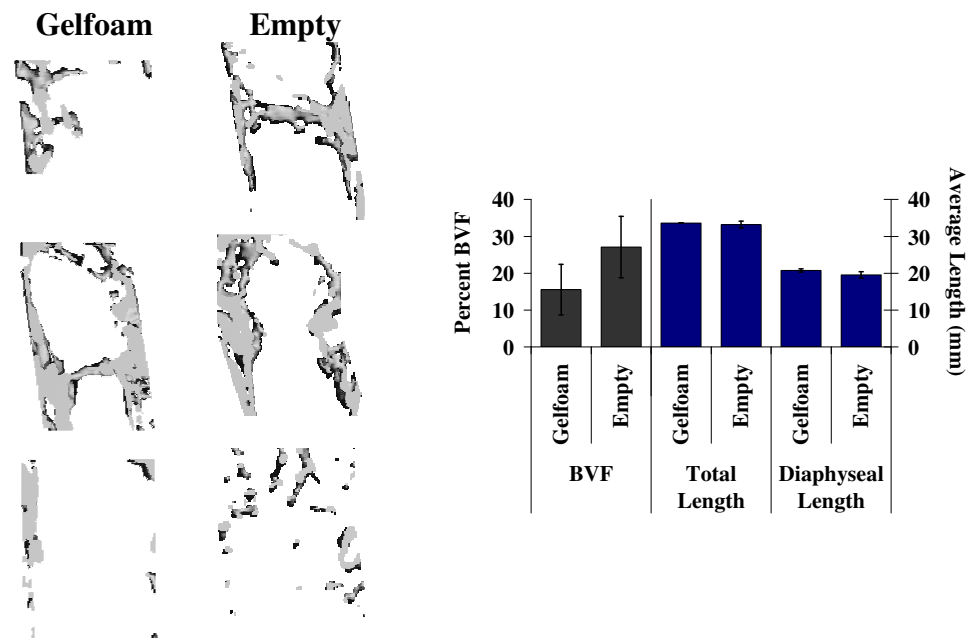 Gelfoam Empty
Percent BVF
40
30
20
10
0
40
30
20
10
0
Average Length (mm)
Gelfoam
Empty
Gelfoam
Empty
Gelfoam
Empty
BVF
Total
Length
Diaphyseal
Length